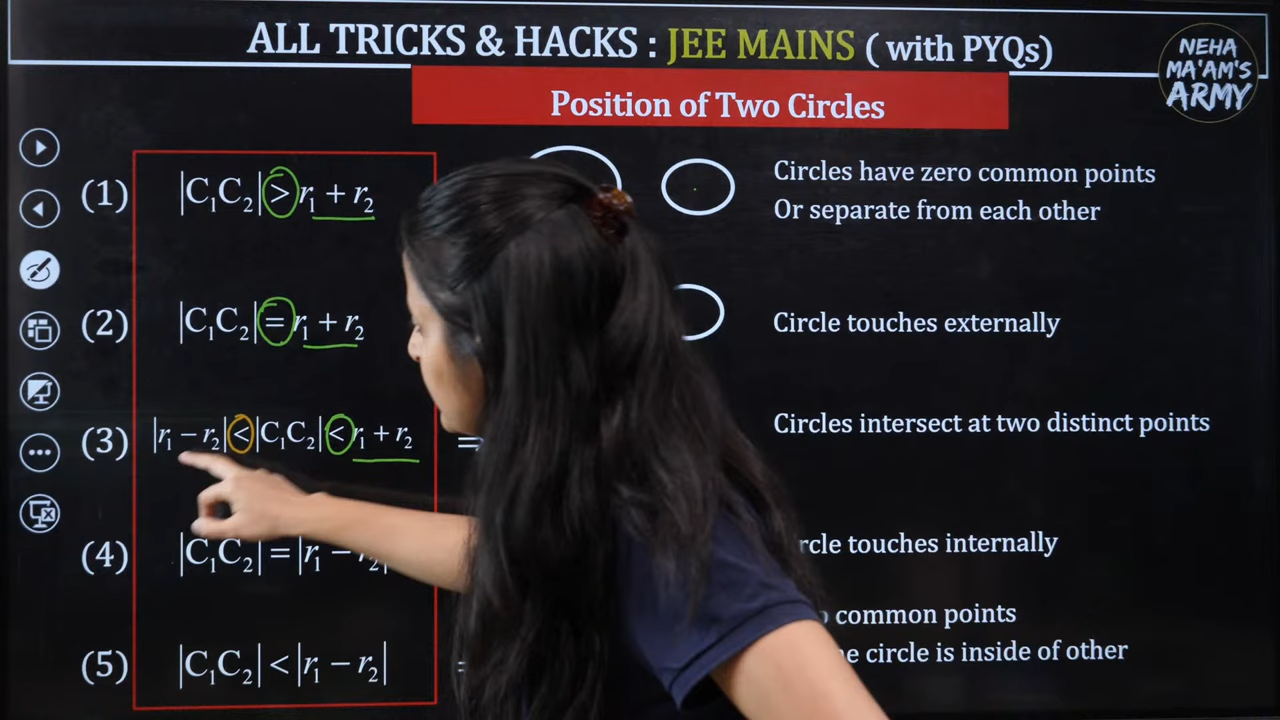 ALL TRICKS & HACKS : JEE MAINS ( with PYQs)
NEHA
MA'AM'S
ARMY
Position of Two Circles
(1) |C₁C₂| > r₁ + r₂
Circles have zero common points
Or separate from each other
(2) |C₁C₂| = r₁ + r₂
Circle touches externally
(3) |r₁ − r₂| < |C₁C₂| < r₁ + r₂ =
Circles intersect at two distinct points
(4) |C₁C₂| = |r₁ − r₂|
touches internally
(5) |C₁C₂| < |r₁ − r₂|
common points
circle is inside of other